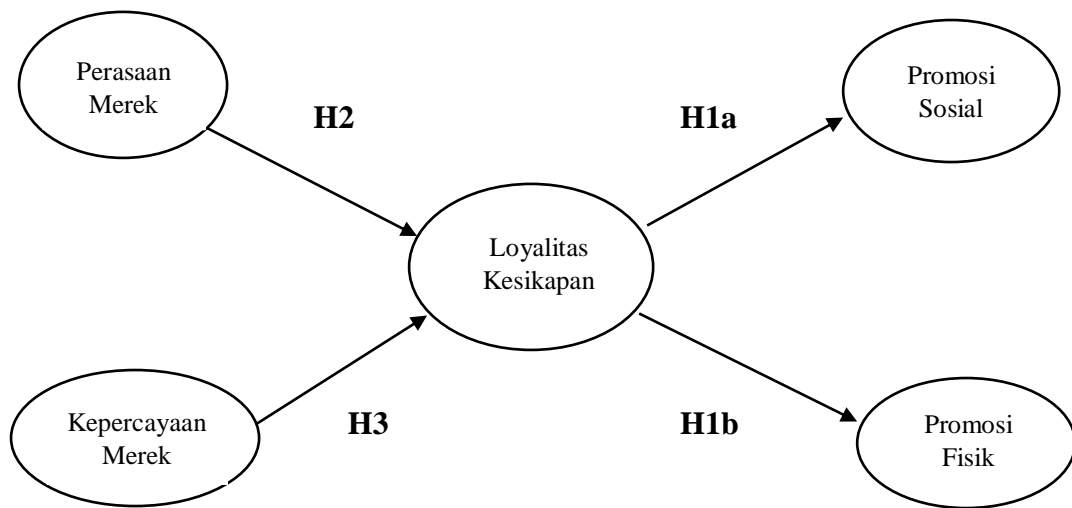 Perasaan
Merek
H2
H1a
Promosi
Sosial
Loyalitas
Kesikapan
Kepercayaan
Merek
H3
H1b
Promosi
Fisik